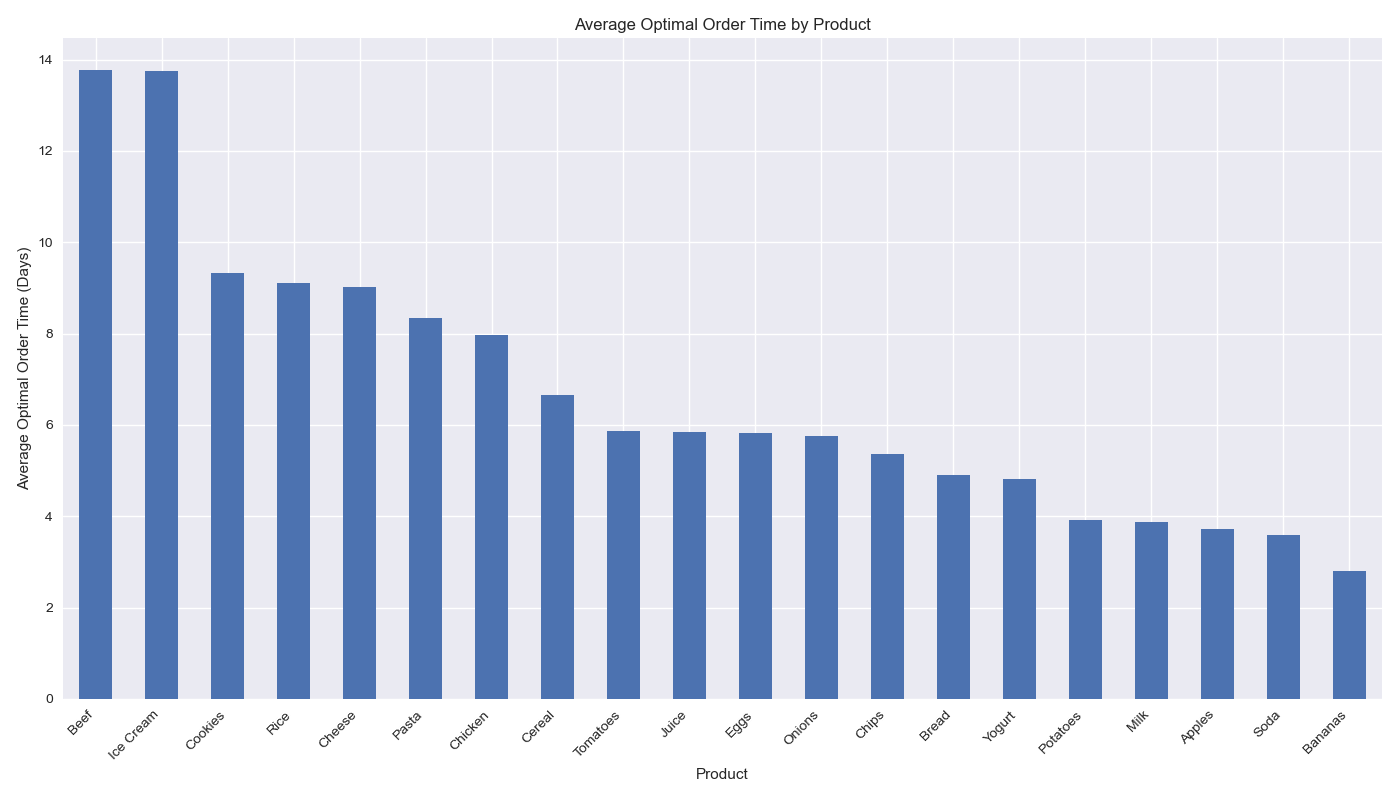 Average Optimal Order Time by Product
Average Optimal Order Time (Days)
14
12
10
8
6
4
2
0
Beef
Ice Cream
Cookies
Rice
Cheese
Pasta
Chicken
Cereal
Tomatoes
Juice
Eggs
Onions
Chips
Bread
Yogurt
Potatoes
Milk
Apples
Soda
Bananas
Product